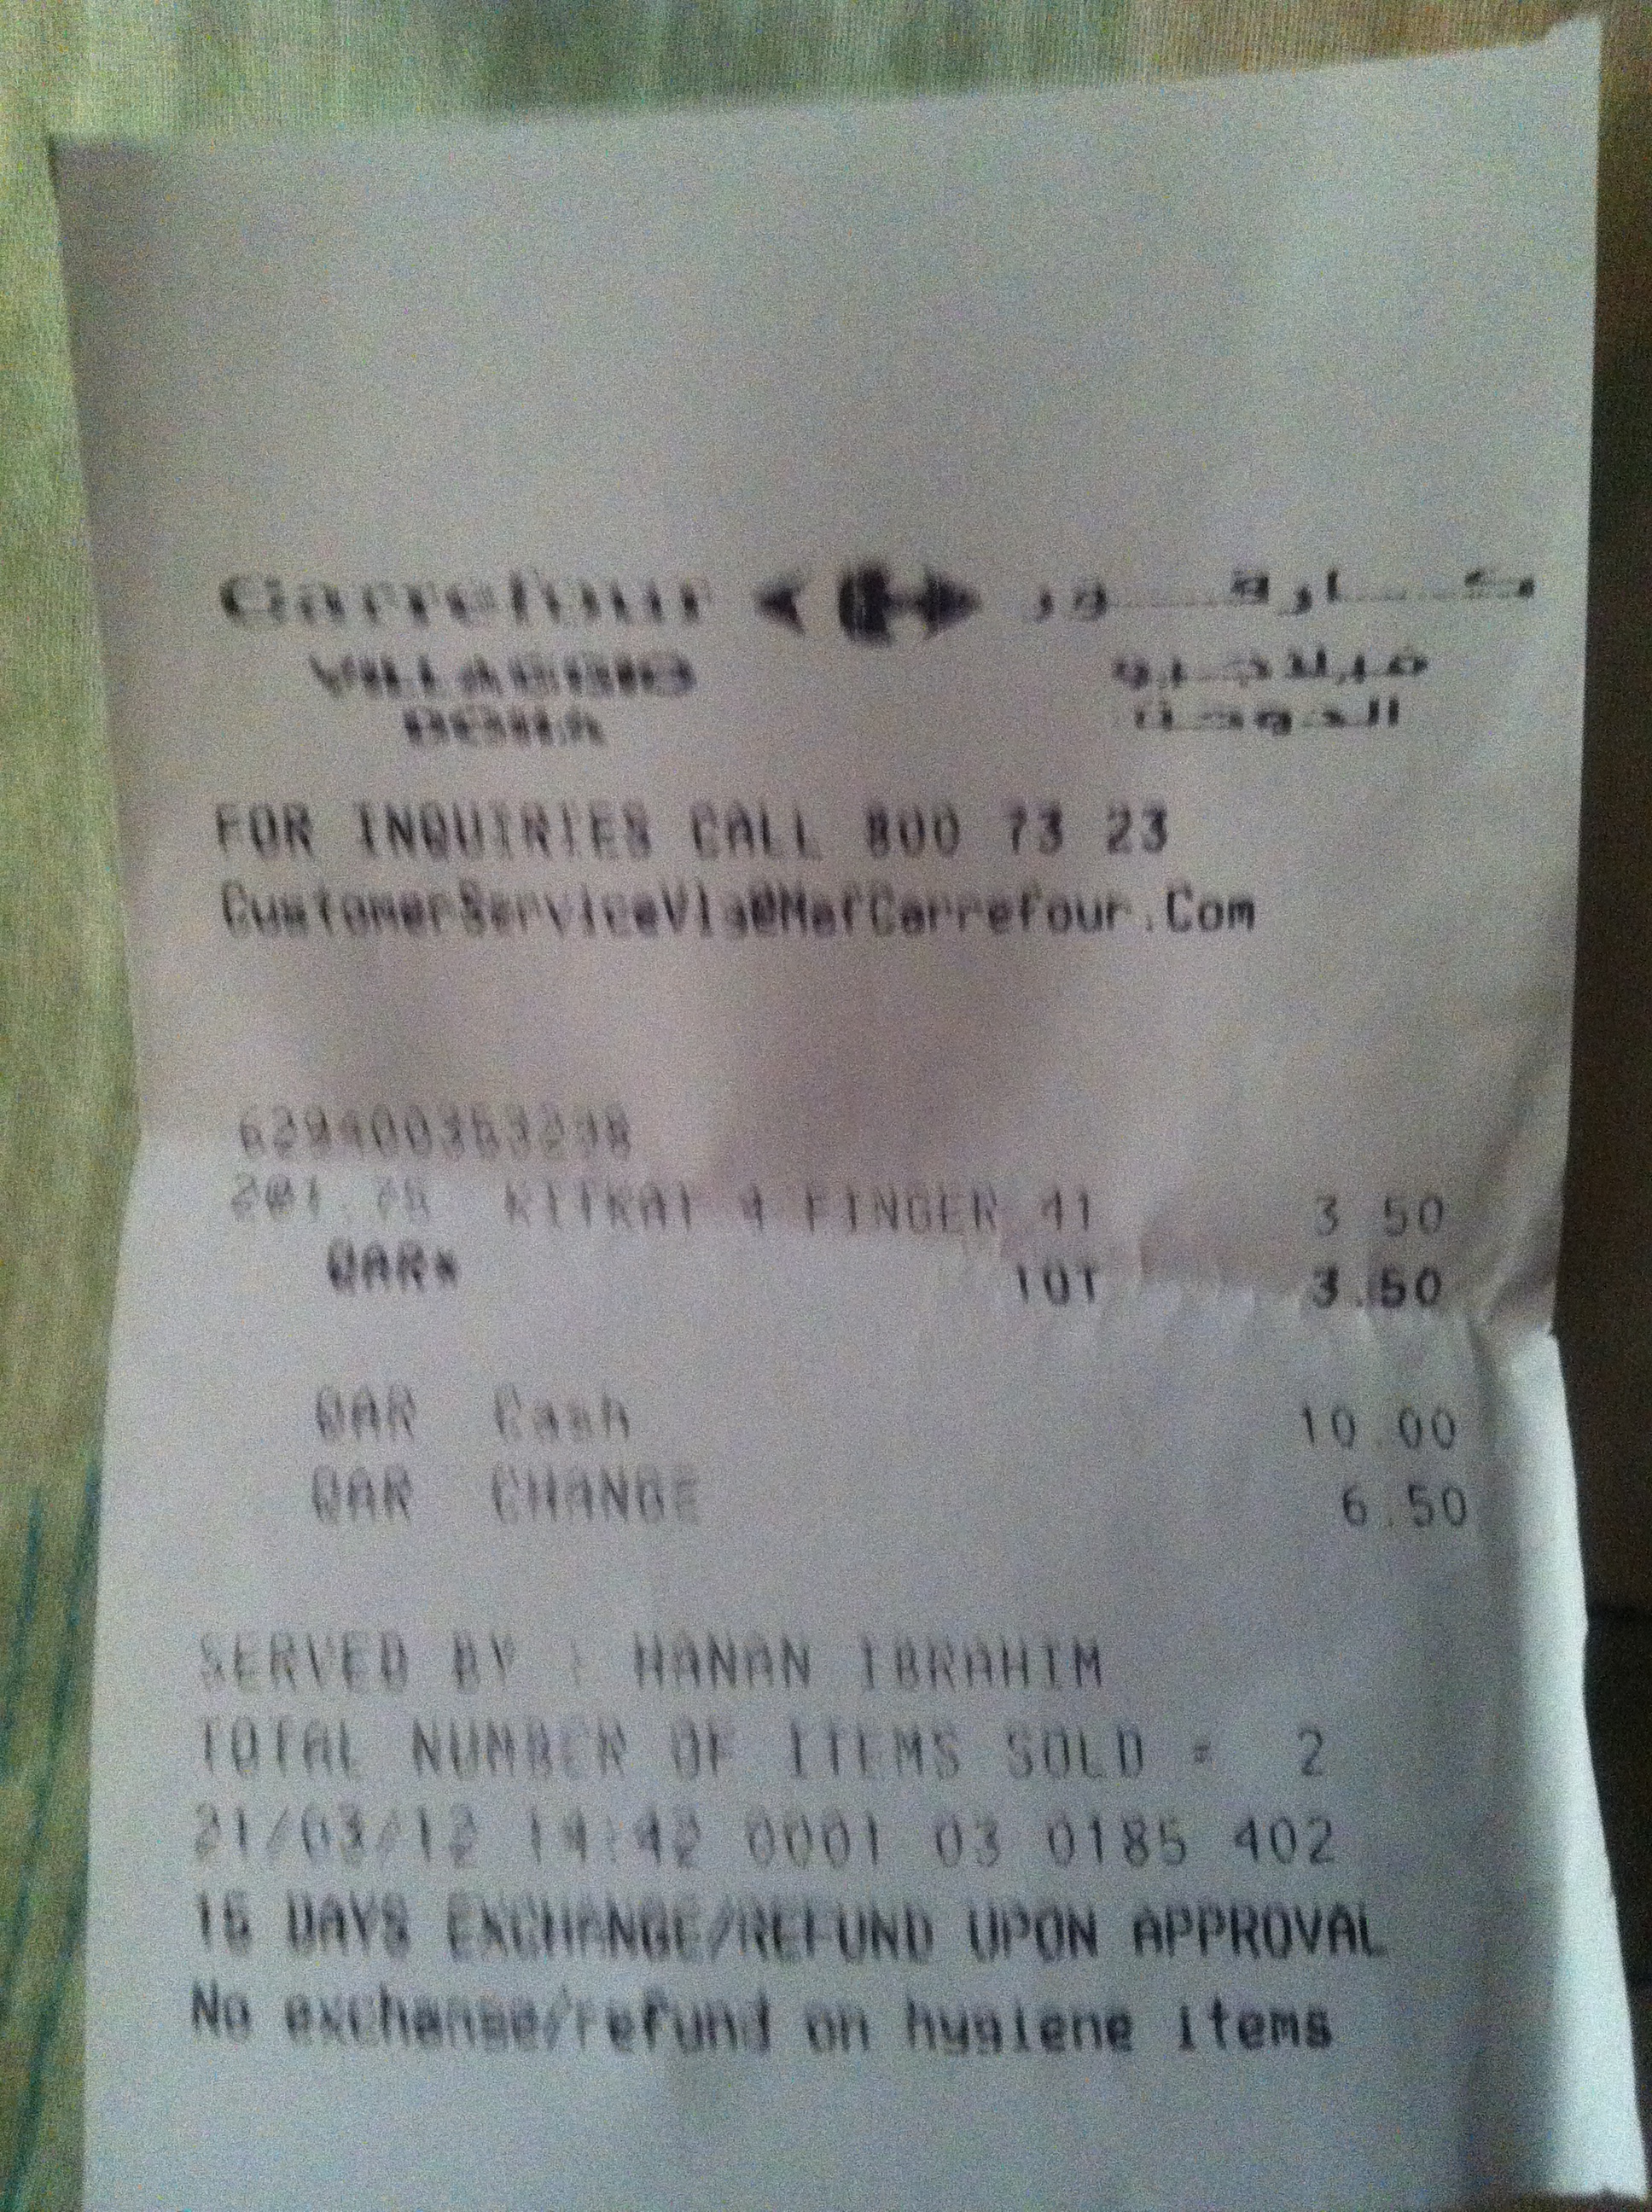 Carrefour كارفور
VILLAGGIO فيلاجيو
DOHA الدوحة
FOR INQUIRIES CALL 800 73 23
CustomerServiceVla@MafCarrefour.Com
KITKAT 4 FINGER 41 3.50
QAR* TOT 3.50
QAR Cash 10.00
QAR CHANGE 6.50
SERVED BY : HANAN IBRAHIM
TOTAL NUMBER OF ITEMS SOLD = 2
21/03/12 14:42 0001 03 0185 402
15 DAYS EXCHANGE/REFUND UPON APPROVAL
No exchange/refund on hygiene items